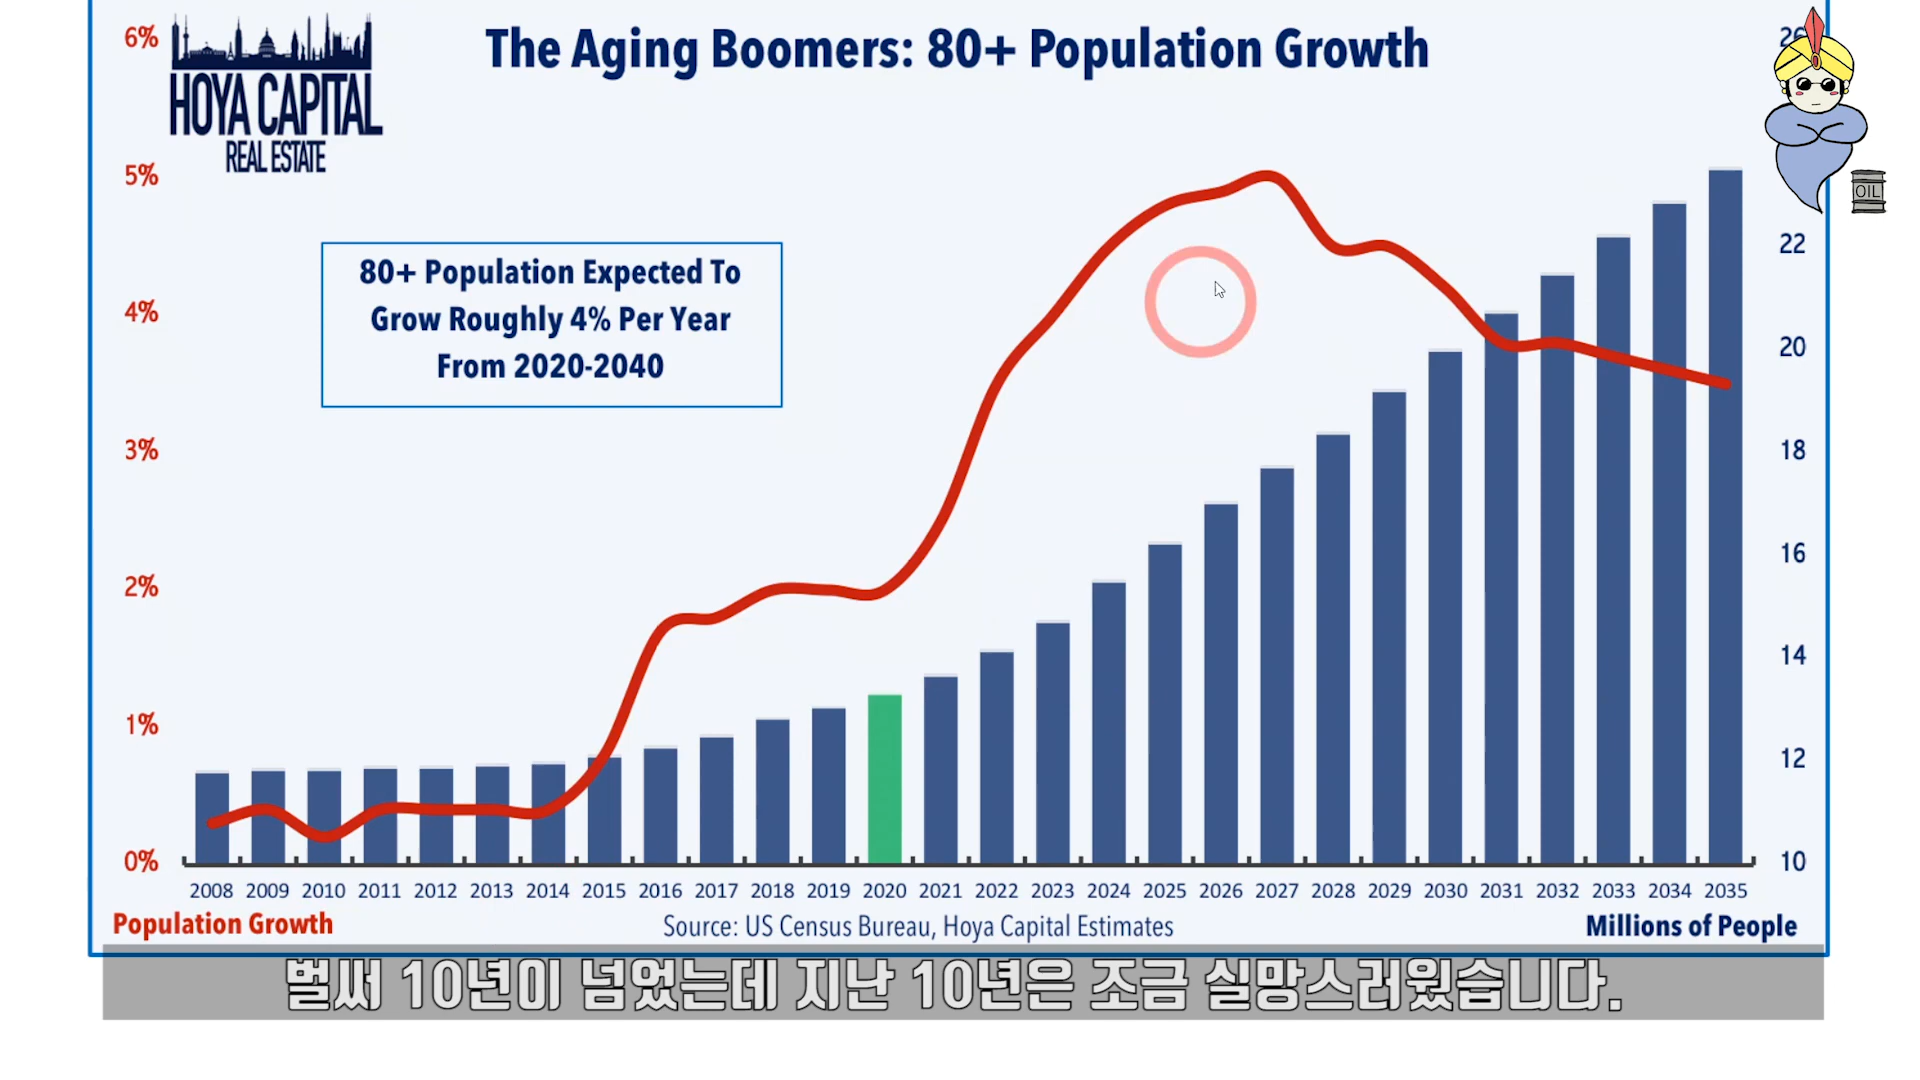 The Aging Boomers: 80+ Population Growth
HOYA CAPITAL
REAL ESTATE
80+ Population Expected To
Grow Roughly 4% Per Year
From 2020-2040
6%
5%
4%
3%
2%
1%
0%
22
20
18
16
14
12
10
OIL
2008 2009 2010 2011 2012 2013 2014 2015 2016 2017 2018 2019 2020 2021 2022 2023 2024 2025 2026 2027 2028 2029 2030 2031 2032 2033 2034 2035
Population Growth
Source: US Census Bureau, Hoya Capital Estimates
Millions of People
벌써 10년이 넘었는데 지난 10년은 조금 실망스러웠습니다.